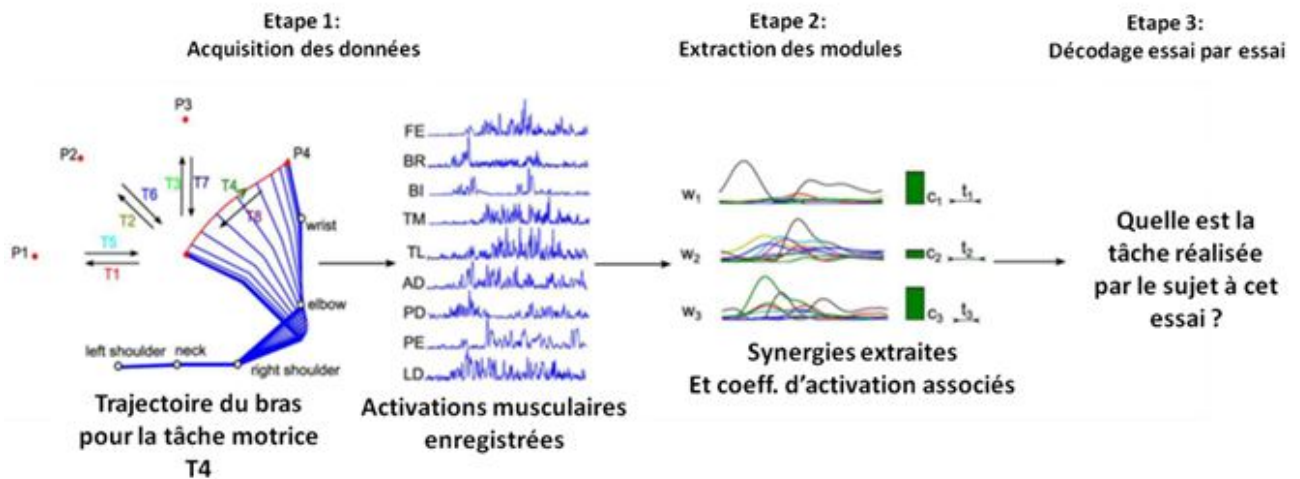 Etape 1:
Acquisition des données
Etape 2:
Extraction des modules
Etape 3:
Décodage essai par essai
P3
P2
P4
T6
T3
T7
T4
T2
T8
wrist
P1
T5
T1
elbow
left shoulder
neck
right shoulder
Trajectoire du bras
pour la tâche motrice
T4
FE
BR
BI
TM
TL
AD
PD
PE
LD
Activations musculaires
enregistrées
w1 c1 t1
w2 c2 t2
w3 c3 t3
Synergies extraites
Et coeff. d'activation associés
Quelle est la
tâche réalisée
par le sujet à cet
essai ?